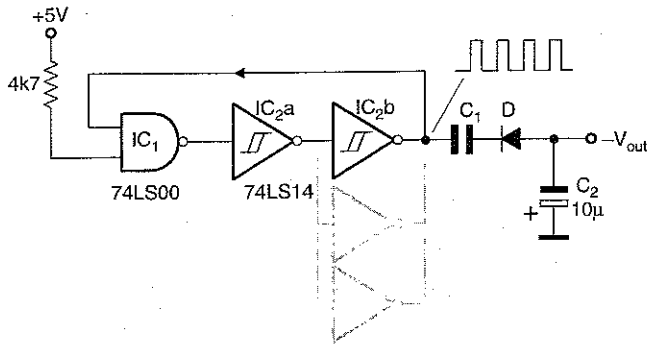 +5V
4k7
IC1
74LS00
IC2a
74LS14
IC2b
C1
D
–Vout
C2
10μ
+